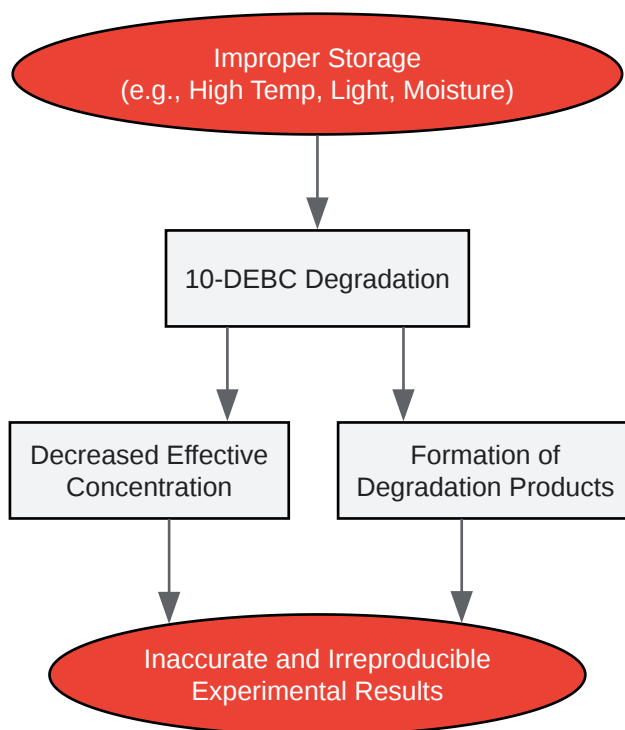 Improper Storage
(e.g., High Temp, Light, Moisture)
10-DEBC Degradation
Decreased Effective
Concentration
Formation of
Degradation Products
Inaccurate and Irreproducible
Experimental Results